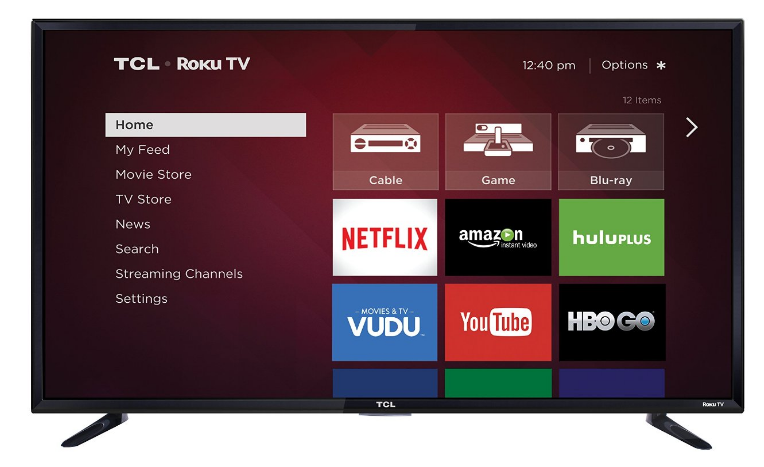 TCL • Roku TV
12:40 pm | Options *
12 Items
Home
My Feed
Movie Store
TV Store
News
Search
Streaming Channels
Settings
Cable
Game
Blu-ray
NETFLIX
amazon
instant video
huluPLUS
- MOVIES & TV -
VUDU
YouTube
HBO GO
TCL
Roku TV